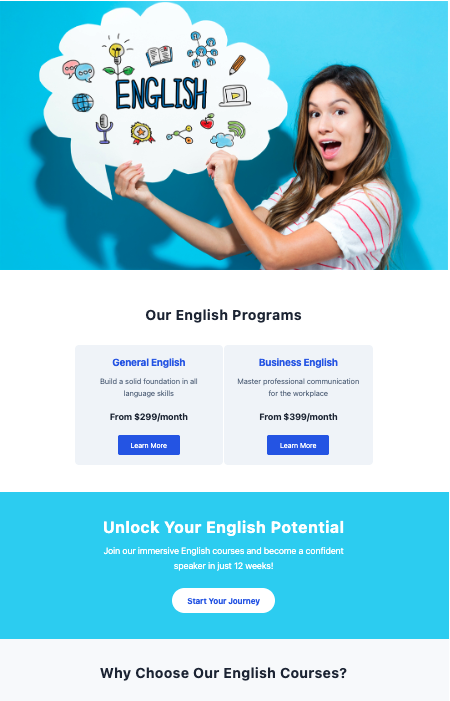 ENGLISH
Our English Programs
General English
Build a solid foundation in all
language skills
From $299/month
Learn More
Business English
Master professional communication
for the workplace
From $399/month
Learn More
Unlock Your English Potential
Join our immersive English courses and become a confident
speaker in just 12 weeks!
Start Your Journey
Why Choose Our English Courses?